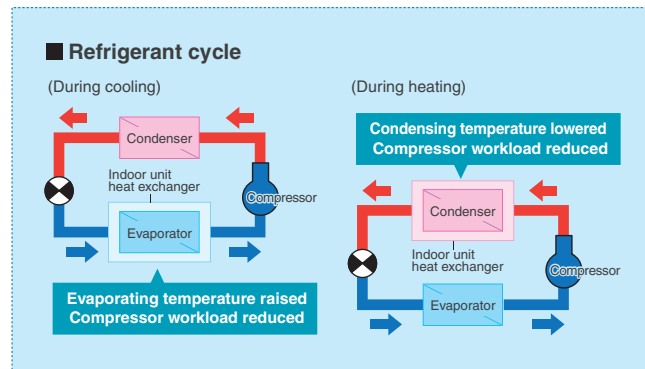 Refrigerant cycle
(During cooling)
Condenser
Indoor unit
heat exchanger
Compressor
Evaporator
Evaporating temperature raised
Compressor workload reduced
(During heating)
Condensing temperature lowered
Compressor workload reduced
Condenser
Indoor unit
heat exchanger
Compressor
Evaporator